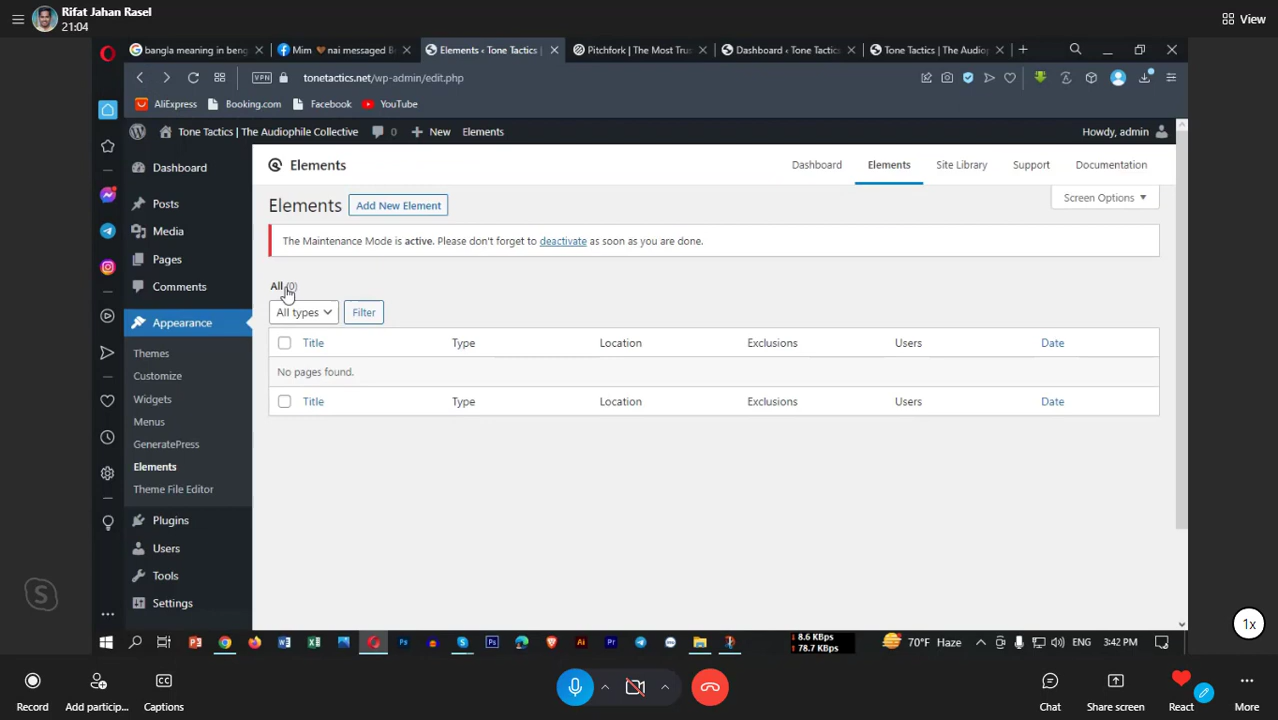 Rifat Jahan Rasel
21:04
View
bangla meaning in beng
Mim 🤎 nai messaged B
Elements ‹ Tone Tactics |
Pitchfork | The Most Trus
Dashboard ‹ Tone Tactics
Tone Tactics | The Audiop
VPN
tonetactics.net/wp-admin/edit.php
AliExpress
Booking.com
Facebook
YouTube
Tone Tactics | The Audiophile Collective
0
New
Elements
Howdy, admin
Dashboard
Posts
Media
Pages
Comments
Appearance
Themes
Customize
Widgets
Menus
GeneratePress
Elements
Theme File Editor
Plugins
Users
Tools
Settings
Elements
Dashboard
Elements
Site Library
Support
Documentation
Elements
Add New Element
Screen Options
The Maintenance Mode is active. Please don't forget to deactivate as soon as you are done.
All (0)
All types
Filter
Title Type Location Exclusions Users Date
No pages found.
Title Type Location Exclusions Users Date
8.6 KBps
78.7 KBps
70°F Haze
ENG
3:42 PM
1x
Record
Add particip...
Captions
Chat
Share screen
React
More